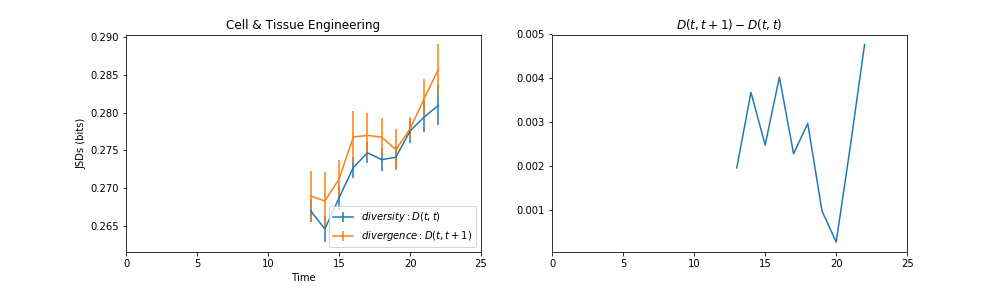 Cell & Tissue Engineering
0.290
0.285
0.280
0.275
0.270
0.265
JSDs (bits)
diversity: D(t, t)
divergence: D(t, t + 1)
0 5 10 15 20 25
Time
D(t, t + 1) − D(t, t)
0.005
0.004
0.003
0.002
0.001
0 5 10 15 20 25